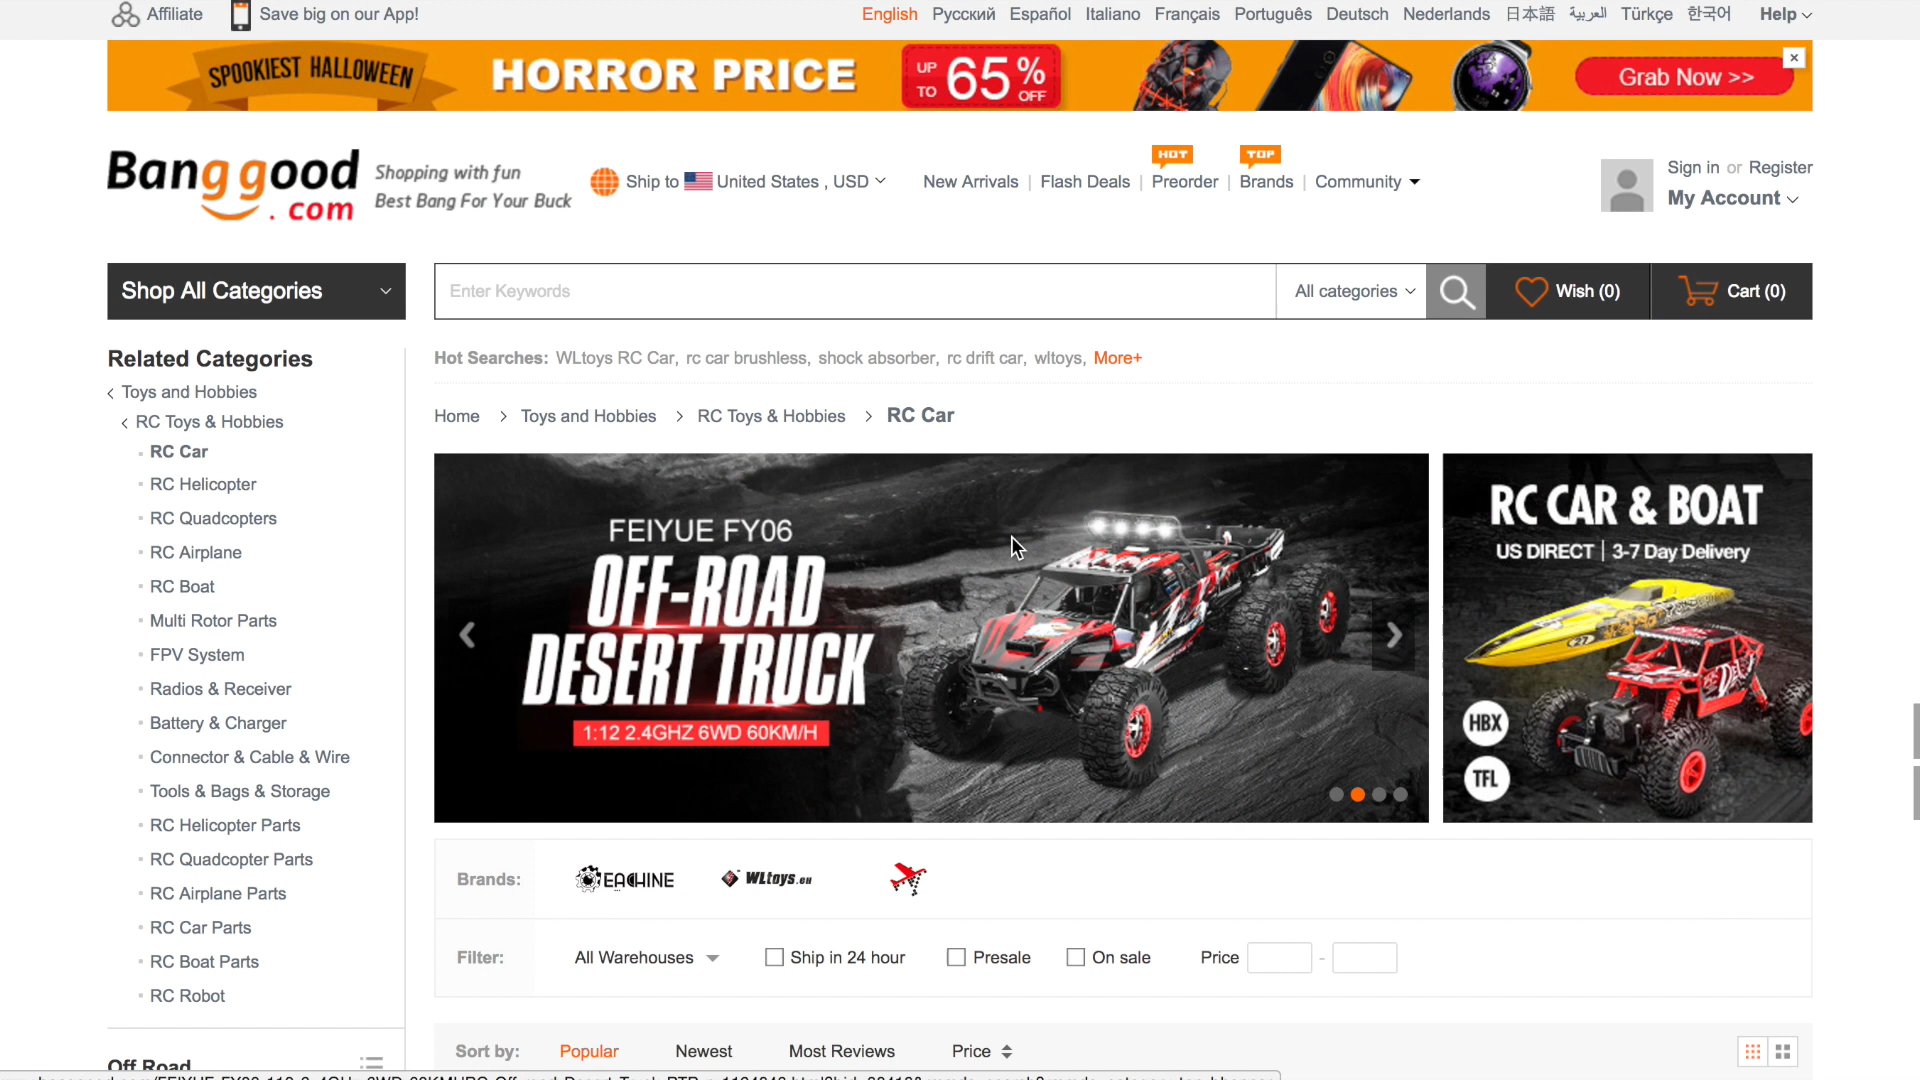 Affiliate
Save big on our App!
English Русский Español Italiano Français Português Deutsch Nederlands 日本語 العربية Türkçe 한국어 Help
SPOOKIEST HALLOWEEN
HORROR PRICE
UP TO 65% OFF
Grab Now >>
Banggood.com
Shopping with fun
Best Bang For Your Buck
Ship to United States , USD
New Arrivals | Flash Deals | Preorder | Brands | Community
HOT
TOP
Sign in or Register
My Account
Shop All Categories
Enter Keywords
All categories
Wish (0)
Cart (0)
Related Categories
Toys and Hobbies
RC Toys & Hobbies
RC Car
RC Helicopter
RC Quadcopters
RC Airplane
RC Boat
Multi Rotor Parts
FPV System
Radios & Receiver
Battery & Charger
Connector & Cable & Wire
Tools & Bags & Storage
RC Helicopter Parts
RC Quadcopter Parts
RC Airplane Parts
RC Car Parts
RC Boat Parts
RC Robot
Off Road
Hot Searches: WLtoys RC Car, rc car brushless, shock absorber, rc drift car, wltoys, More+
Home > Toys and Hobbies > RC Toys & Hobbies > RC Car
FEIYUE FY06
OFF-ROAD
DESERT TRUCK
1:12 2.4GHZ 6WD 60KM/H
RC CAR & BOAT
US DIRECT | 3-7 Day Delivery
HBX
TFL
Brands: EACHINE WLtoys.eu
Filter: All Warehouses Ship in 24 hour Presale On sale Price -
Sort by: Popular Newest Most Reviews Price